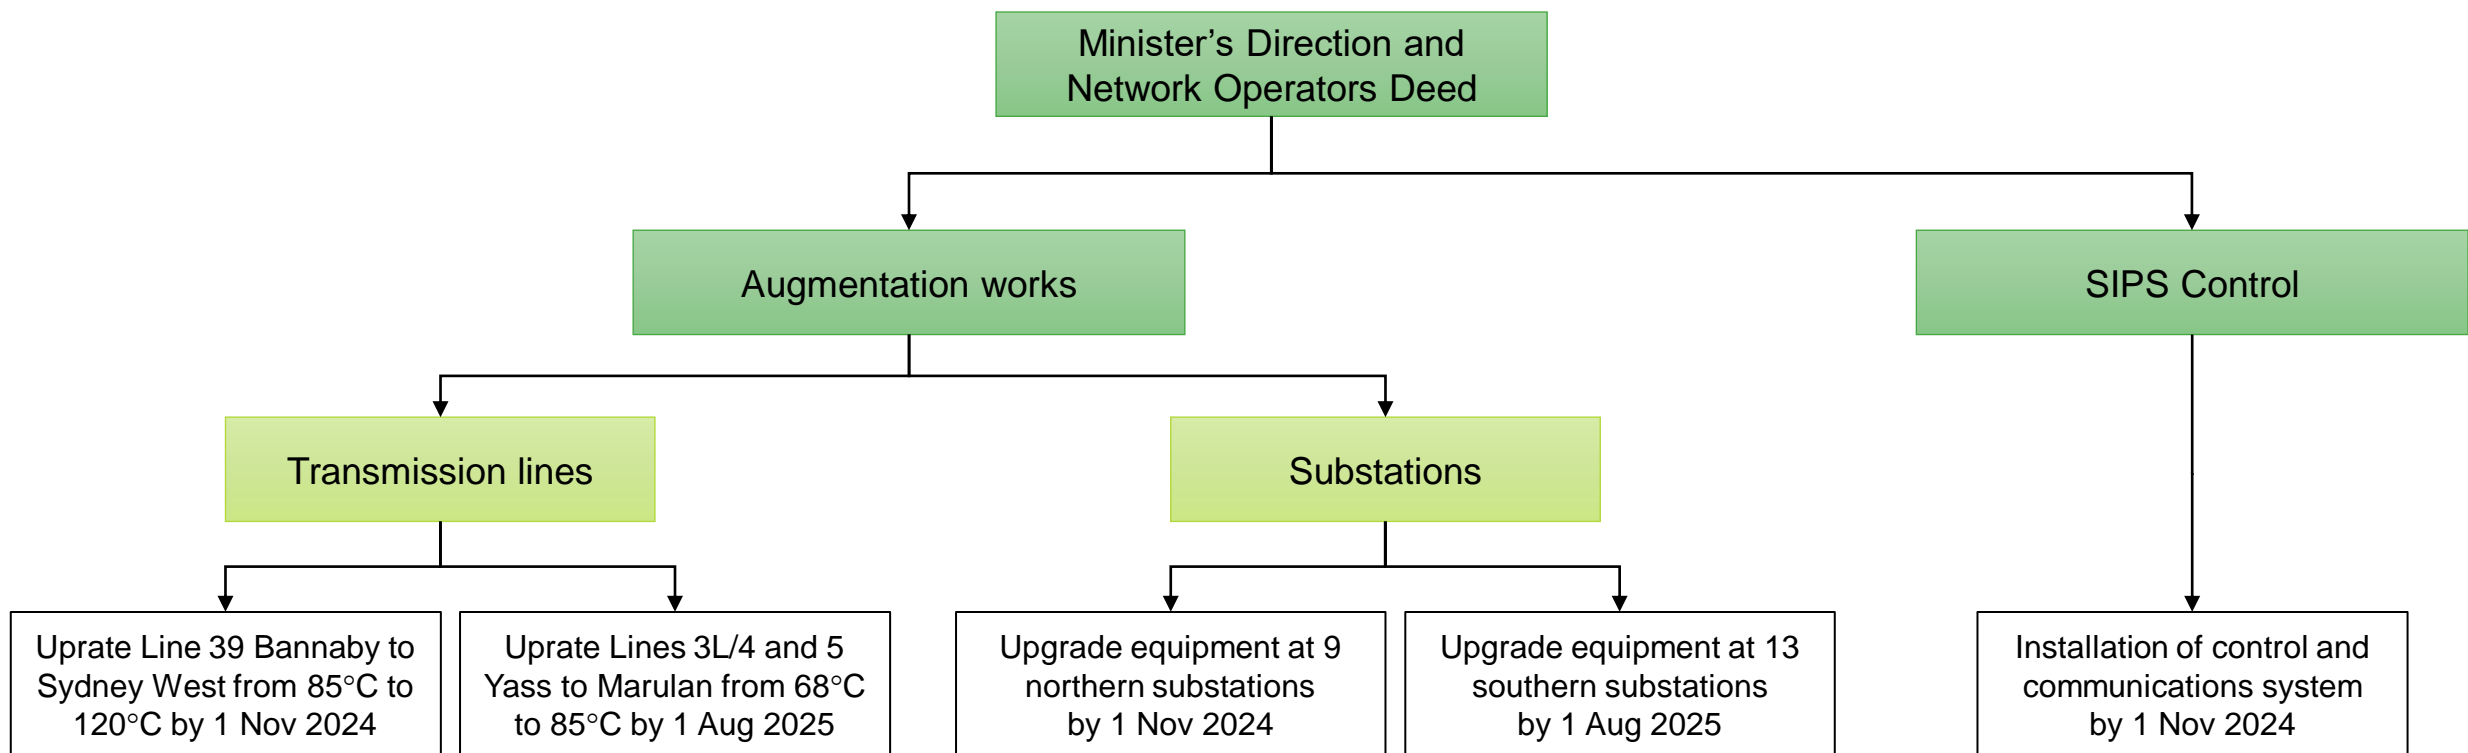 Minister’s Direction and
Network Operators Deed
Augmentation works
SIPS Control
Transmission lines
Substations
Uprate Line 39 Bannaby to
Sydney West from 85°C to
120°C by 1 Nov 2024
Uprate Lines 3L/4 and 5
Yass to Marulan from 68°C
to 85°C by 1 Aug 2025
Upgrade equipment at 9
northern substations
by 1 Nov 2024
Upgrade equipment at 13
southern substations
by 1 Aug 2025
Installation of control and
communications system
by 1 Nov 2024